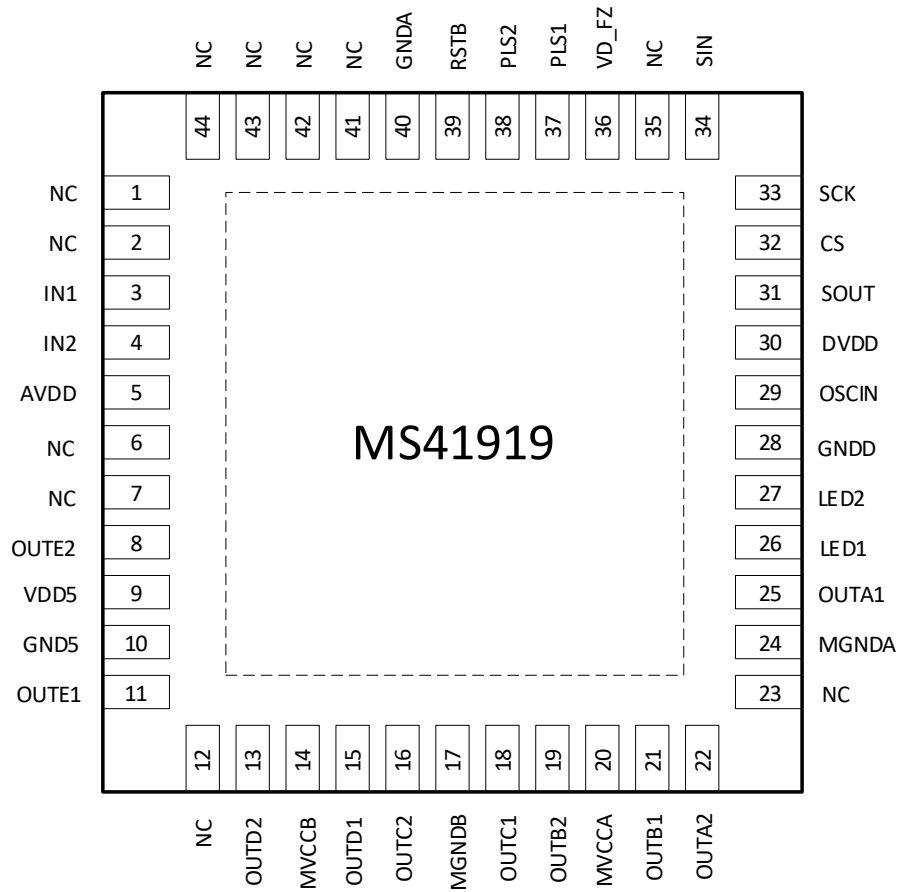 NC NC NC NC GNDA RSTB PLS2 PLS1 VD_FZ NC SIN
44 43 42 41 40 39 38 37 36 35 34
NC 1 33 SCK
NC 2 32 CS
IN1 3 31 SOUT
IN2 4 30 DVDD
AVDD 5 29 OSCIN
NC 6 28 GNDD
MS41919
NC 7 27 LED2
OUTE2 8 26 LED1
VDD5 9 25 OUTA1
GND5 10 24 MGNDA
OUTE1 11 23 NC
12 13 14 15 16 17 18 19 20 21 22
NC OUTD2 MVCCB OUTD1 OUTC2 MGNDB OUTC1 OUTB2 MVCCA OUTB1 OUTA2